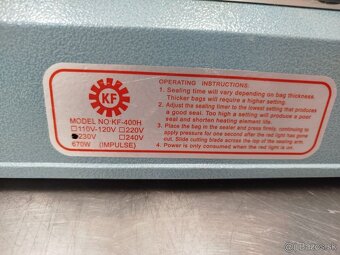 KF
MODEL NO:KF-400H
110V-120V 220V
230V 240V
670W (IMPULSE)
OPERATING INSTRUCTIONS:
1. Sealing time will vary depending on bag thickness.
Thicker bags will require a higher setting.
2. Adjust the sealing timer to the lowest setting that produces
a good seal. Too high a setting will produce a poor
seal and shorten heating element life.
3. Place the bag in the sealer and press firmly, continuing to
apply pressure for one second after the red light has gone
out. Slide cutting blade across the top of the sealing arm.
4. Power is only consumed when the red light is on.
bazos.sk